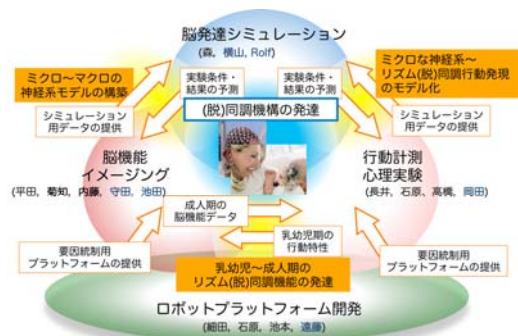 脳発達シミュレーション
(森, 横山, Rolf)
ミクロ〜マクロの
神経系モデルの構築
実験条件・
結果の予測
実験条件・
結果の予測
ミクロな神経系〜
リズム(脱)同調行動発現
のモデル化
シミュレーション
用データの提供
(脱)同調機構の発達
シミュレーション
用データの提供
脳機能
イメージング
(平田, 菊知, 内藤, 守田, 池田)
行動計測
心理実験
(長井, 石原, 高橋, 岡田)
成人期の
脳機能データ
乳幼児期の
行動特性
要因統制用
プラットフォームの提供
要因統制用
プラットフォームの提供
乳幼児〜成人期の
リズム(脱)同調機能の発達
ロボットプラットフォーム開発
(細田, 石原, 池本, 遠藤)